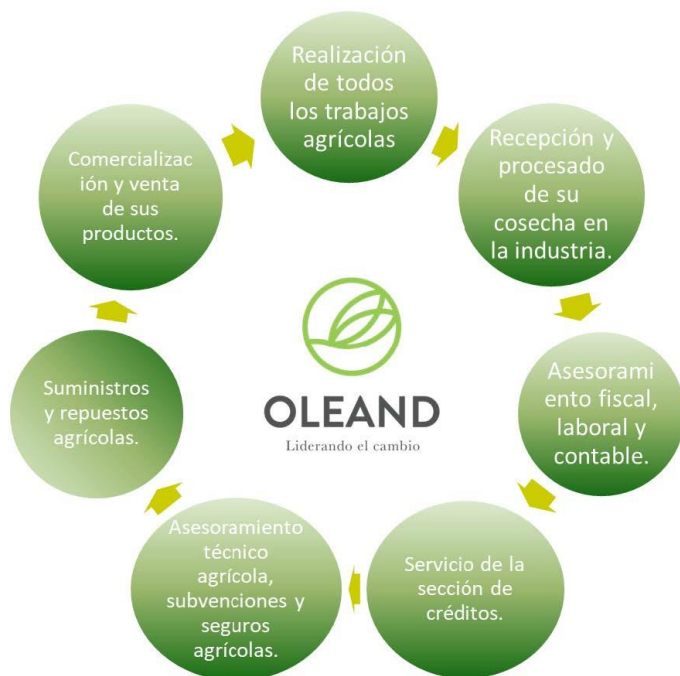 Realización
de todos
los trabajos
agrícolas
Recepción y
procesado
de su
cosecha en
la industria.
Asesorami
ento fiscal,
laboral y
contable.
Servicio de la
sección de
créditos.
Asesoramiento
técnico
agrícola,
subvenciones y
seguros
agrícolas.
Suministros
y repuestos
agrícolas.
Comercializac
ión y venta
de sus
productos.
OLEAND
Liderando el cambio